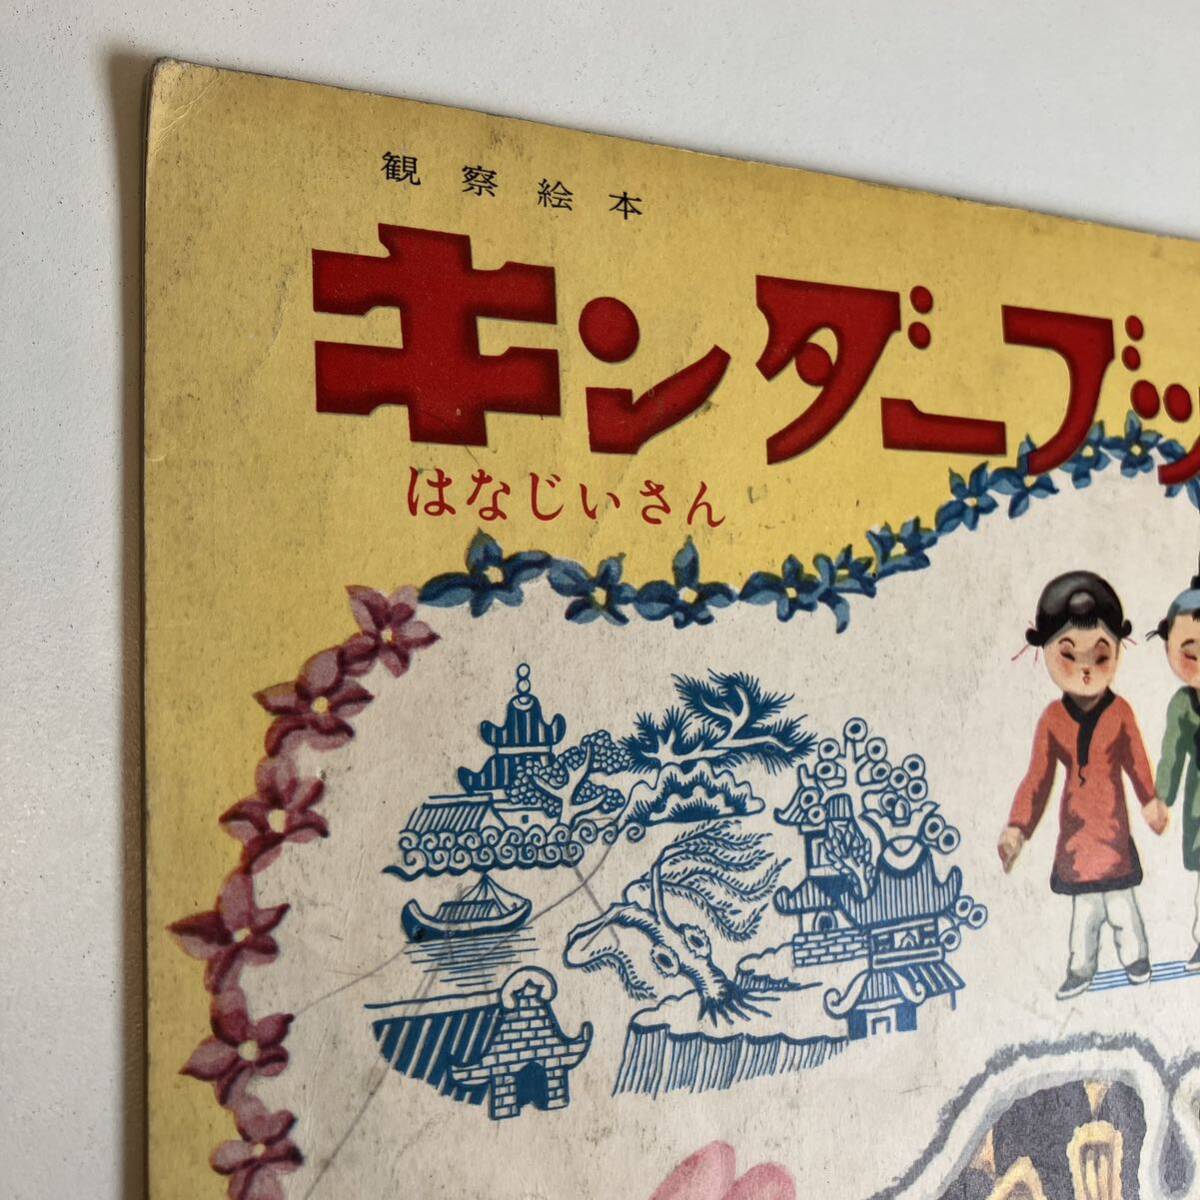 観察絵本
キンダーブッ
はなじいさん